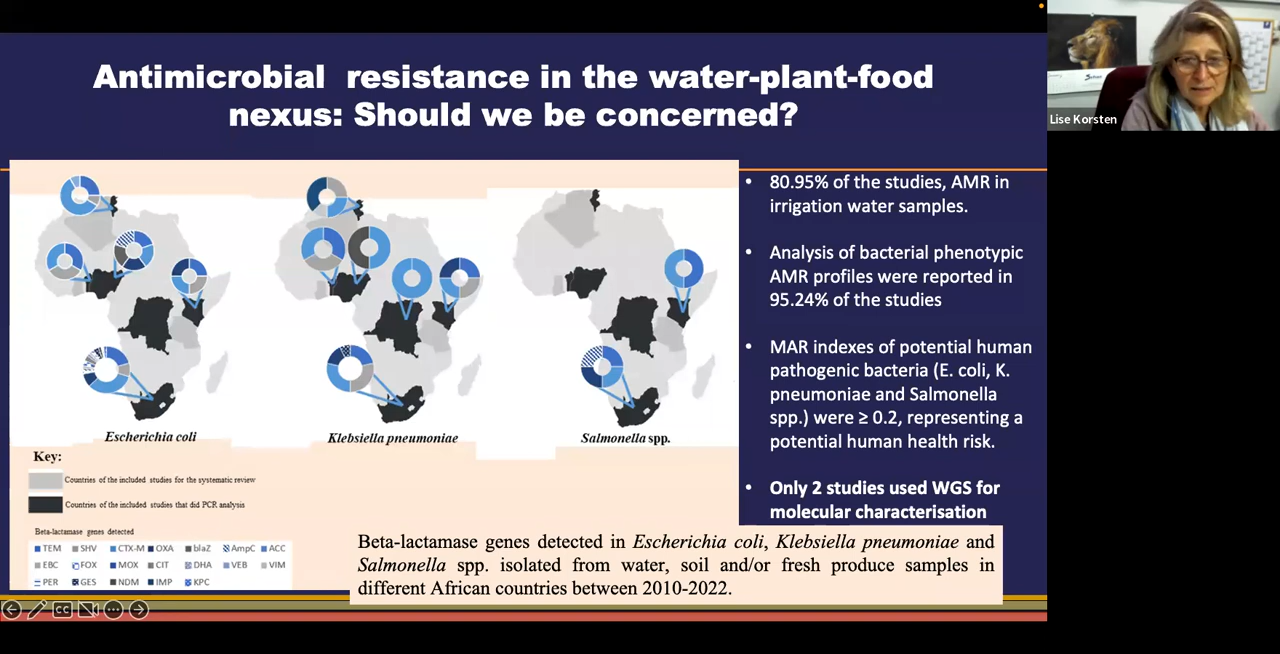 Antimicrobial resistance in the water-plant-food
nexus: Should we be concerned?
Lise Korsten
Escherichia coli
Klebsiella pneumoniae
Salmonella spp.
Key:
Countries of the included studies for the systematic review
Countries of the included studies that did PCR analysis
Beta-lactamase genes detected
TEM SHV CTX-M OXA blaZ AmpC ACC
EBC FOX MOX CIT DHA VEB VIM
PER GES NDM IMP KPC
• 80.95% of the studies, AMR in
irrigation water samples.
• Analysis of bacterial phenotypic
AMR profiles were reported in
95.24% of the studies
• MAR indexes of potential human
pathogenic bacteria (E. coli, K.
pneumoniae and Salmonella
spp.) were ≥ 0.2, representing a
potential human health risk.
• Only 2 studies used WGS for
molecular characterisation
Beta-lactamase genes detected in Escherichia coli, Klebsiella pneumoniae and
Salmonella spp. isolated from water, soil and/or fresh produce samples in
different African countries between 2010-2022.
CC